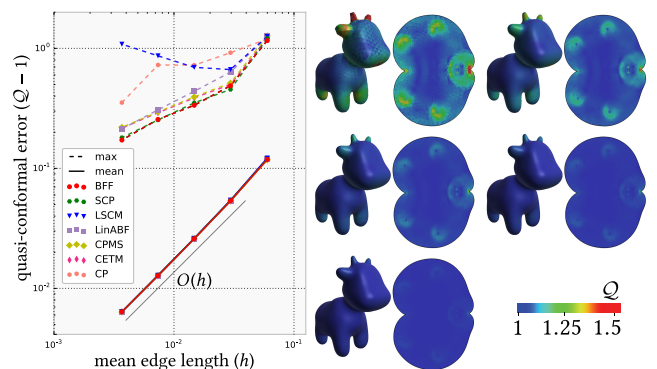 quasi-conformal error (Q − 1)
10⁰
10⁻¹
10⁻²
max
mean
BFF
SCP
LSCM
LinABF
CPMS
CETM
CP
O(h)
10⁻³
10⁻²
10⁻¹
mean edge length (h)
Q
1 1.25 1.5